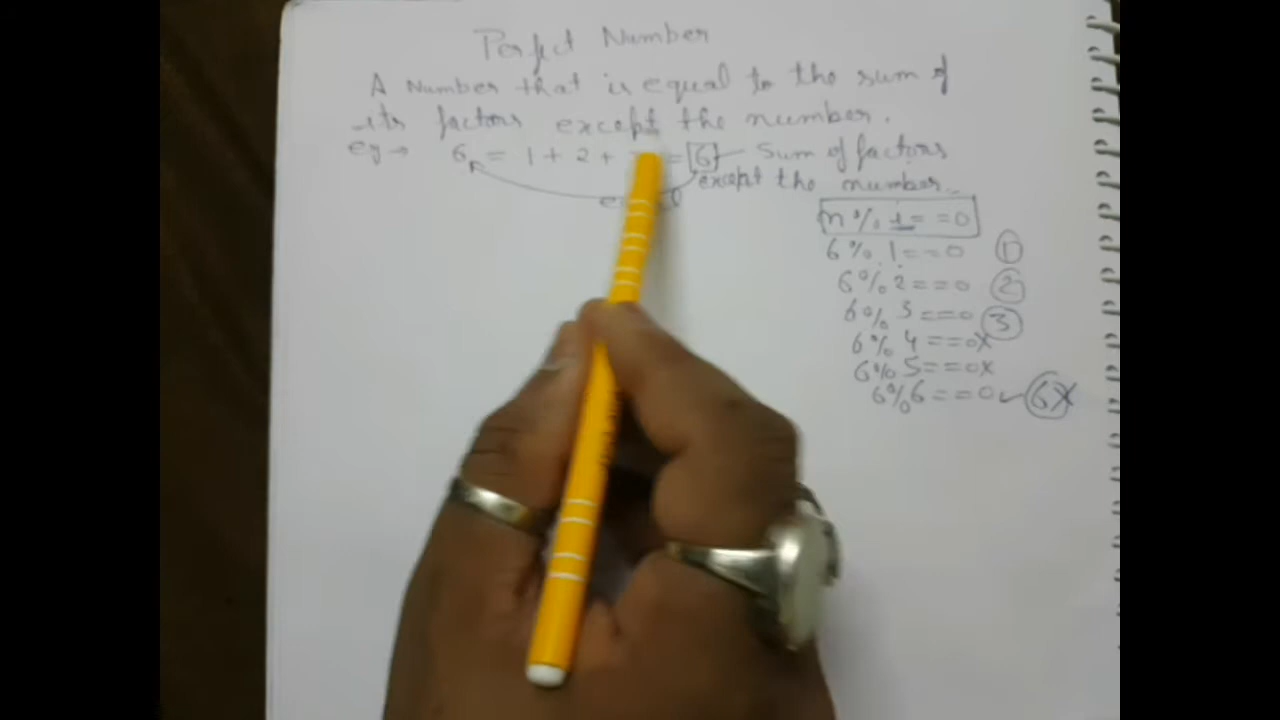 Perfect Number
A Number that is equal to the sum of
its factors except the number.
eg → 6 = 1 + 2 + = 6 — Sum of factors
except the number
n % i == 0
6 % 1 == 0 ①
6 % 2 == 0 ②
6 % 3 == 0 ③
6 % 4 == 0 x
6 % 5 == 0 x
6 % 6 == 0 ✓ ⑥ x